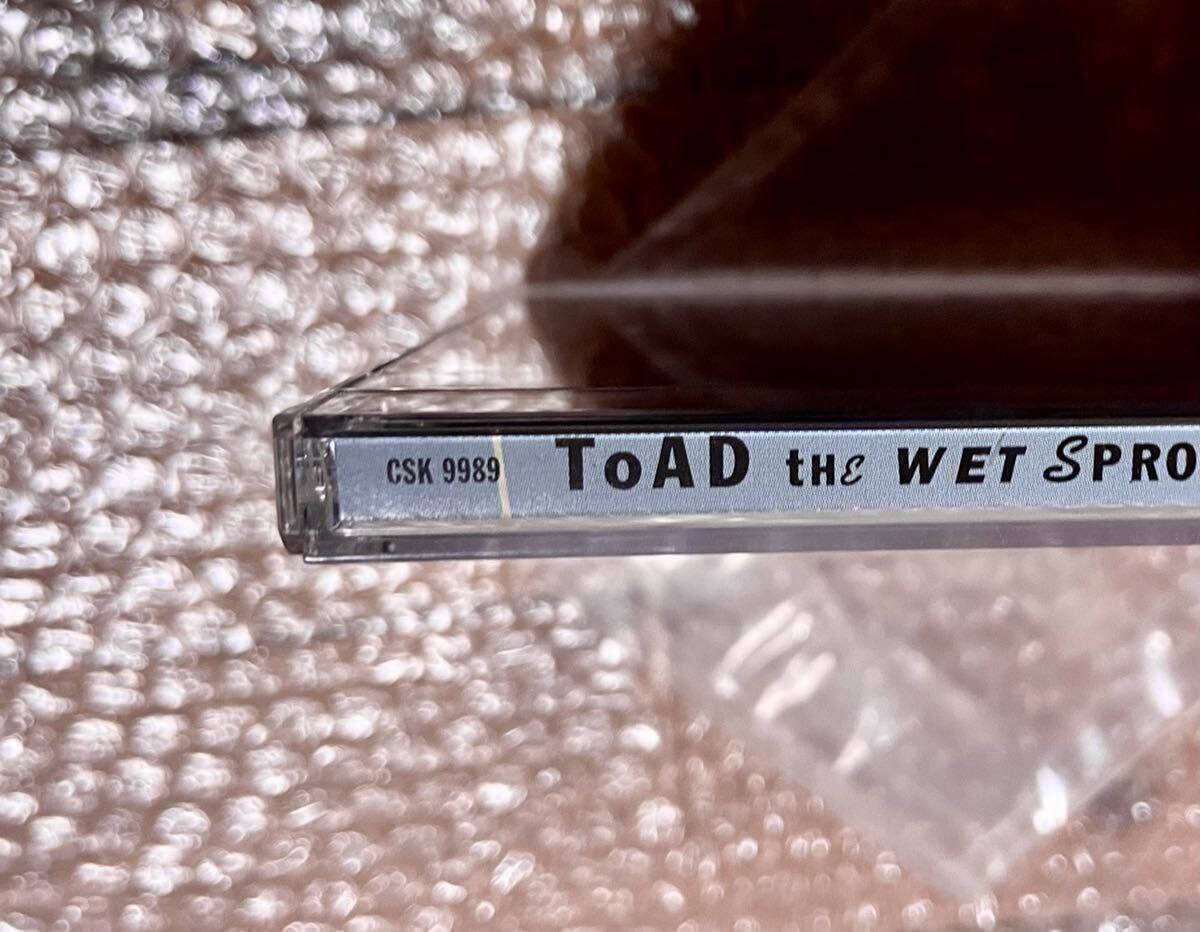 CSK 9989 ToAD tHE WET SPRO